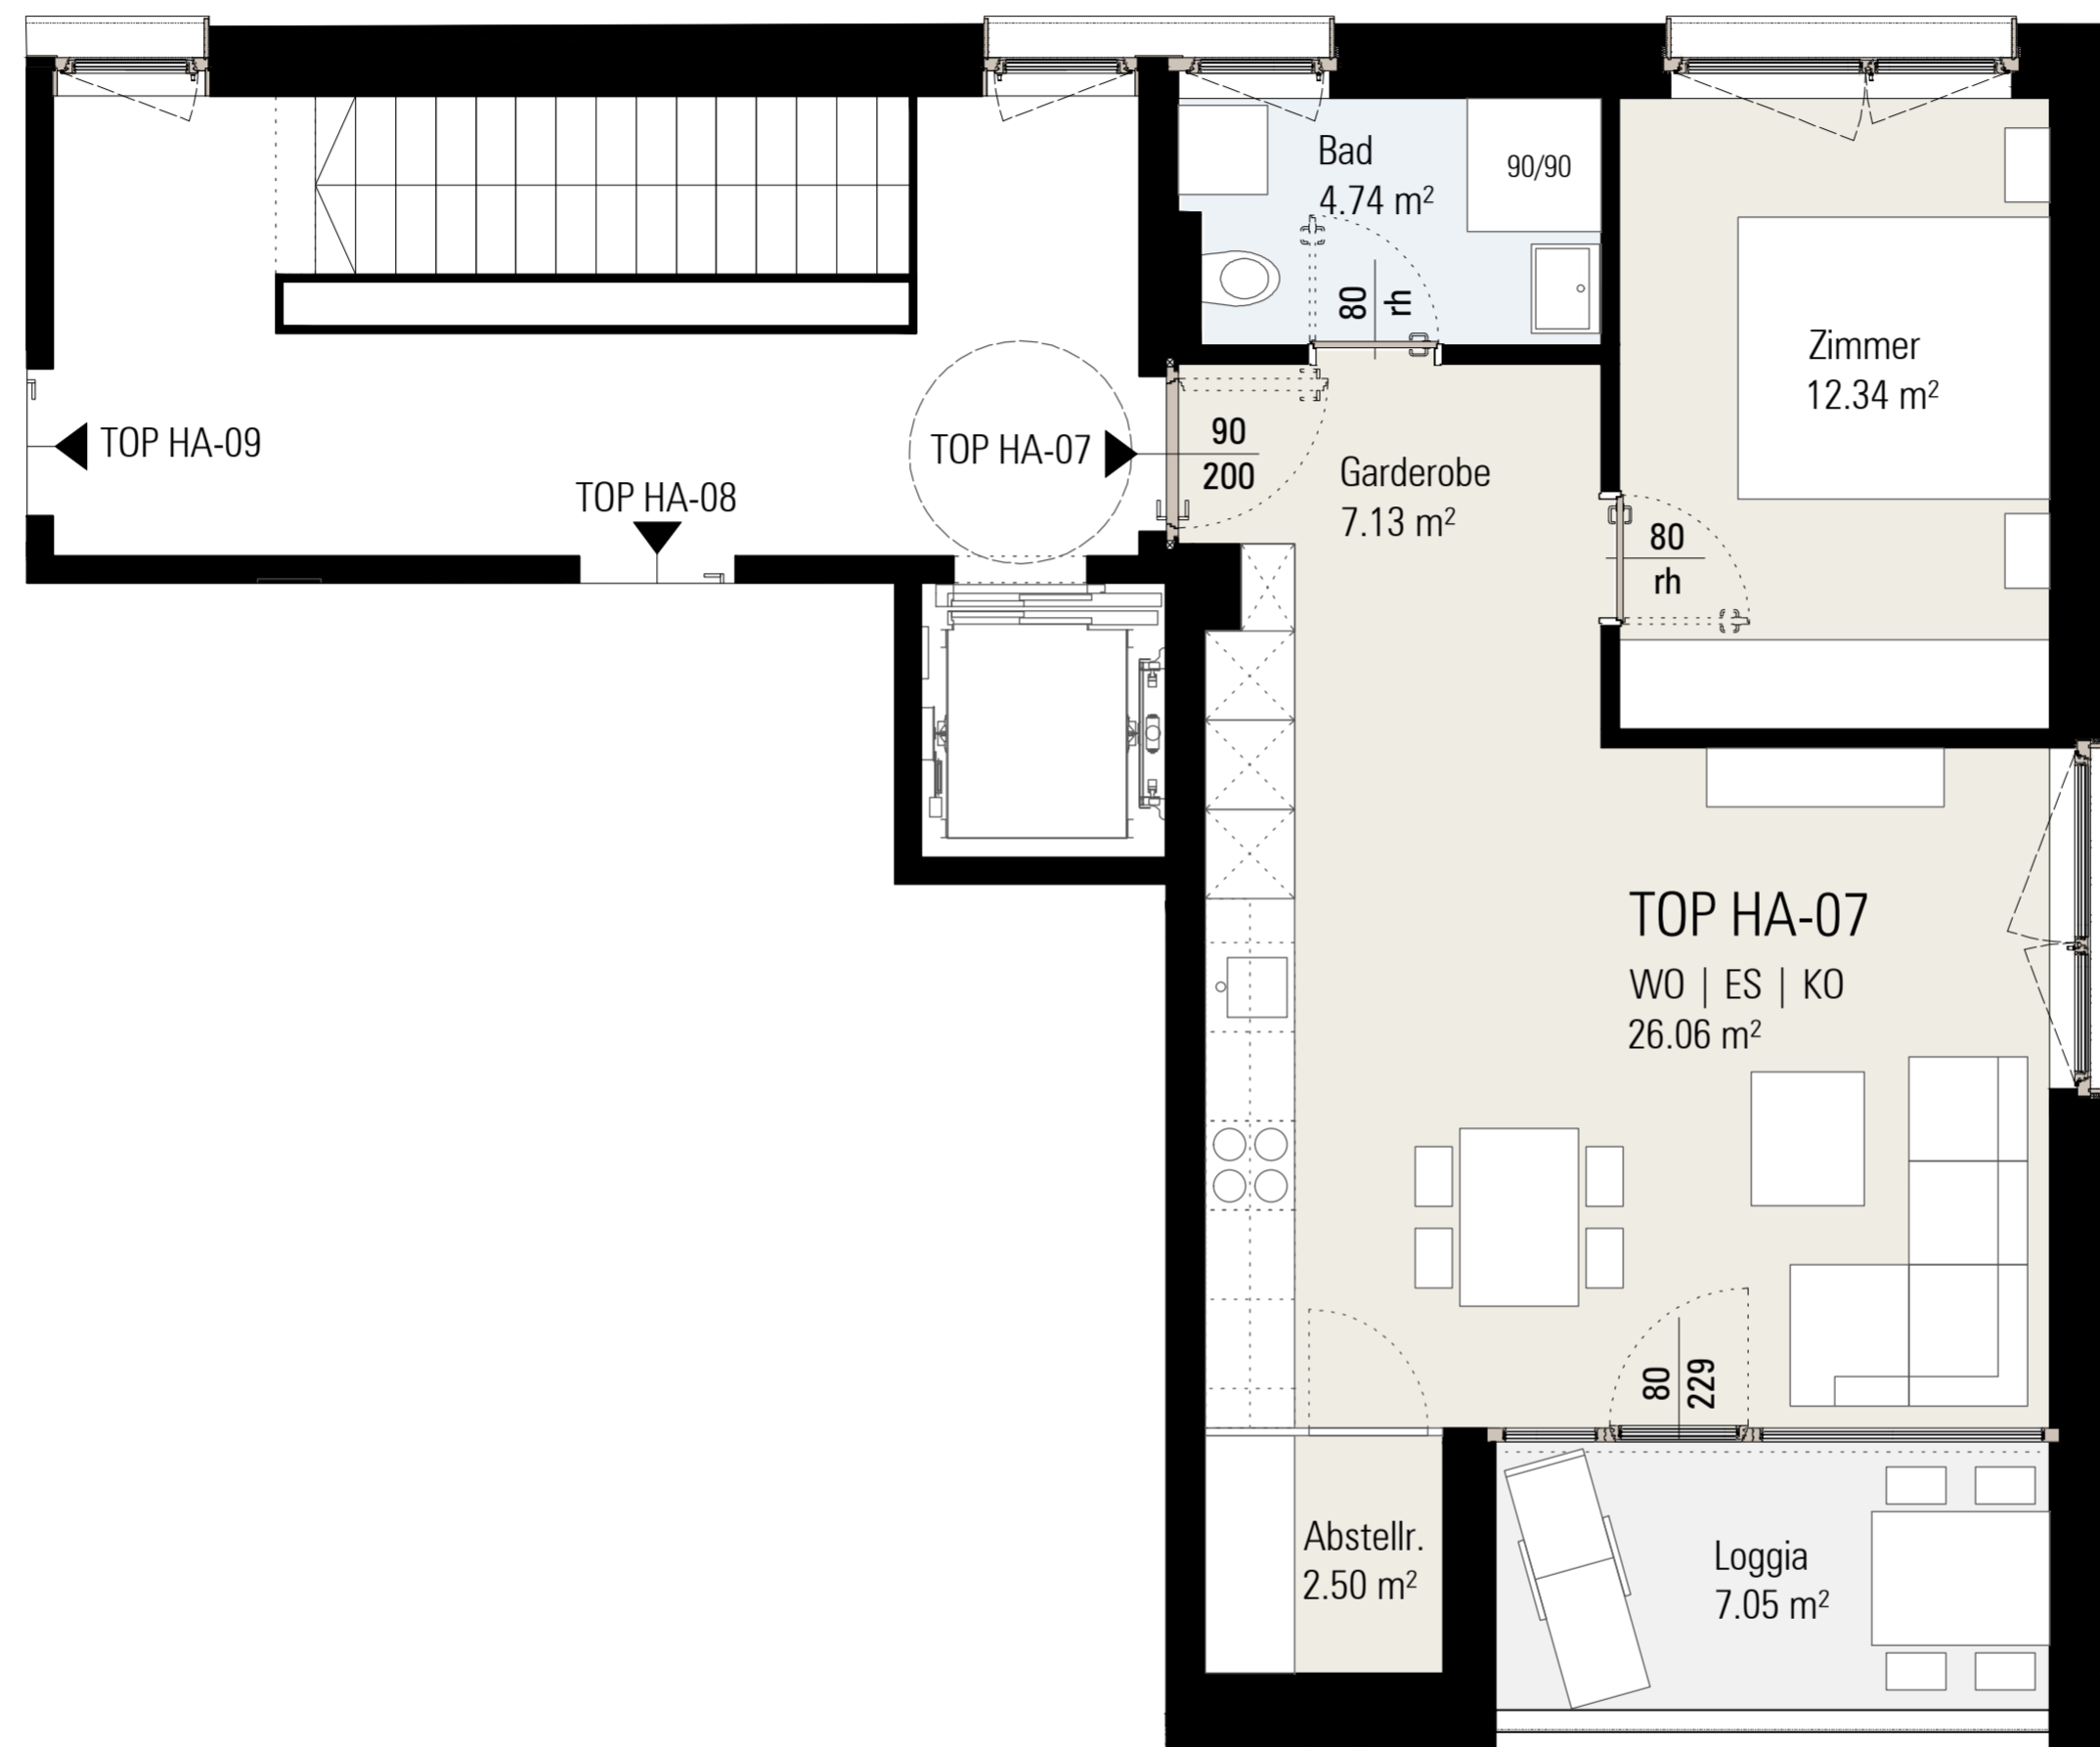 Bad
4.74 m²
90/90
80
rh
Zimmer
12.34 m²
TOP HA-09
TOP HA-08
TOP HA-07
90
200
Garderobe
7.13 m²
80
rh
TOP HA-07
WO | ES | KO
26.06 m²
80
229
Abstellr.
2.50 m²
Loggia
7.05 m²